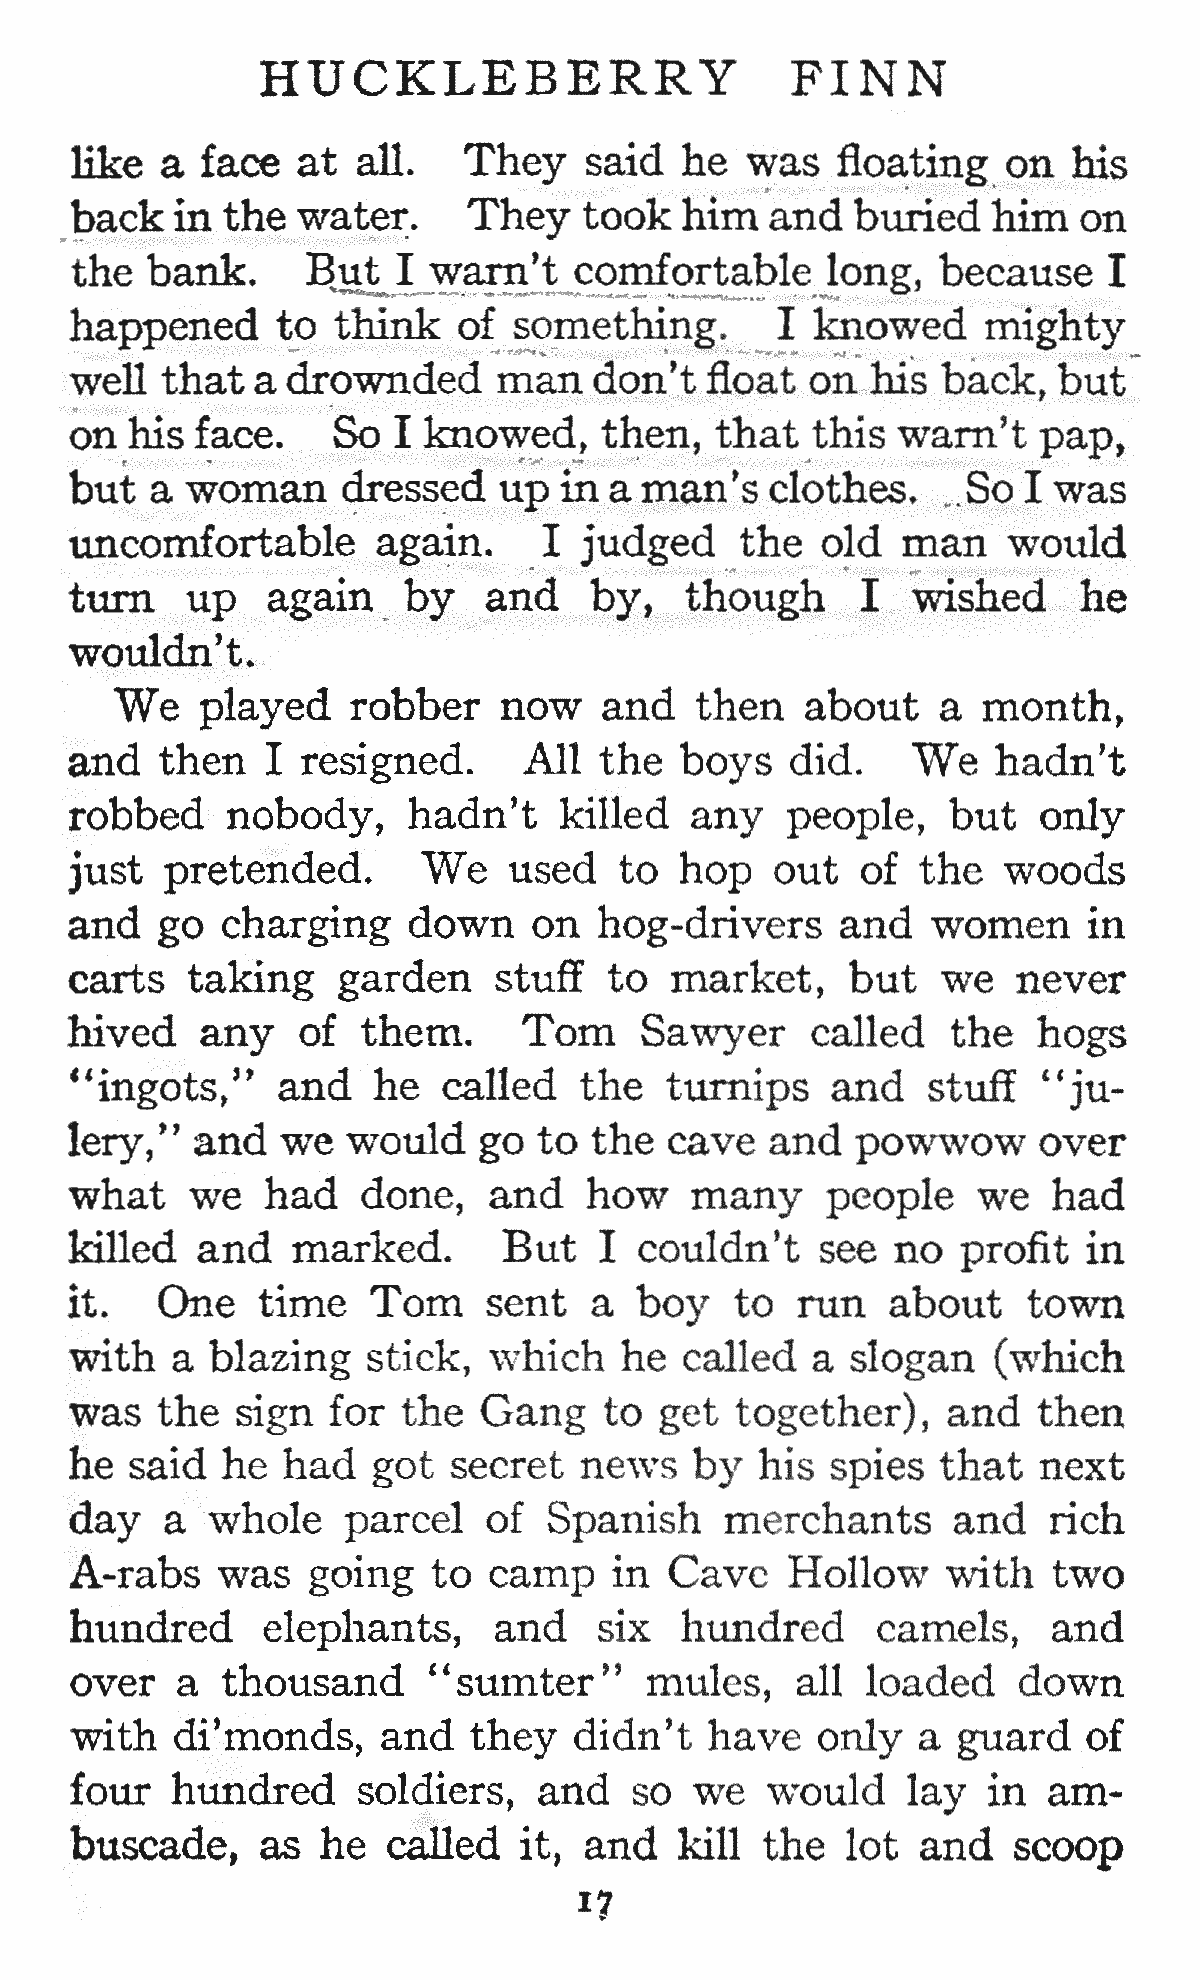 HUCKLEBERRY FINN
like a face at all. They said he was floating on his
back in the water. They took him and buried him on
the bank. But I warn't comfortable long, because I
happened to think of something. I knowed mighty
well that a drownded man don't float on his back, but
on his face. So I knowed, then, that this warn't pap,
but a woman dressed up in a man's clothes. So I was
uncomfortable again. I judged the old man would
turn up again by and by, though I wished he
wouldn't.
We played robber now and then about a month,
and then I resigned. All the boys did. We hadn't
robbed nobody, hadn't killed any people, but only
just pretended. We used to hop out of the woods
and go charging down on hog-drivers and women in
carts taking garden stuff to market, but we never
hived any of them. Tom Sawyer called the hogs
"ingots," and he called the turnips and stuff "ju-
lery," and we would go to the cave and powwow over
what we had done, and how many people we had
killed and marked. But I couldn't see no profit in
it. One time Tom sent a boy to run about town
with a blazing stick, which he called a slogan (which
was the sign for the Gang to get together), and then
he said he had got secret news by his spies that next
day a whole parcel of Spanish merchants and rich
A-rabs was going to camp in Cave Hollow with two
hundred elephants, and six hundred camels, and
over a thousand "sumter" mules, all loaded down
with di'monds, and they didn't have only a guard of
four hundred soldiers, and so we would lay in am-
buscade, as he called it, and kill the lot and scoop
17